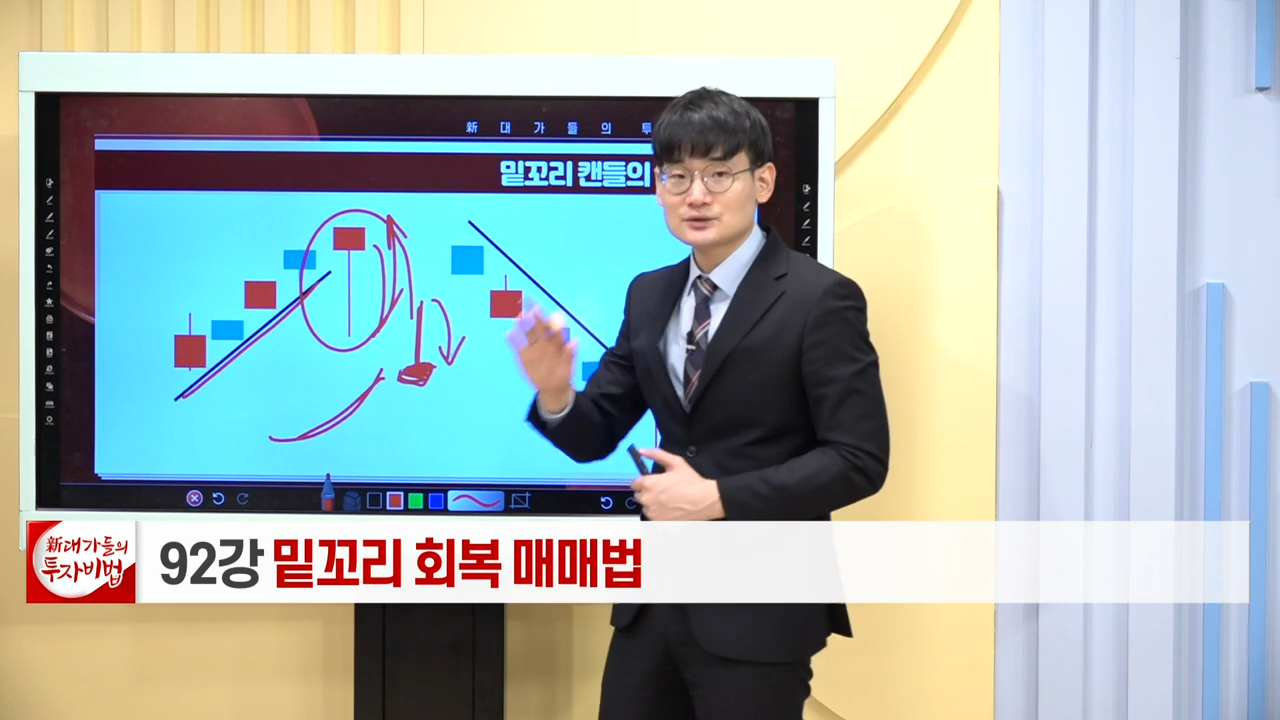 新 대 가 들 의 투
밑꼬리 캔들의
新대가들의
투자비법
92강 밑꼬리 회복 매매법